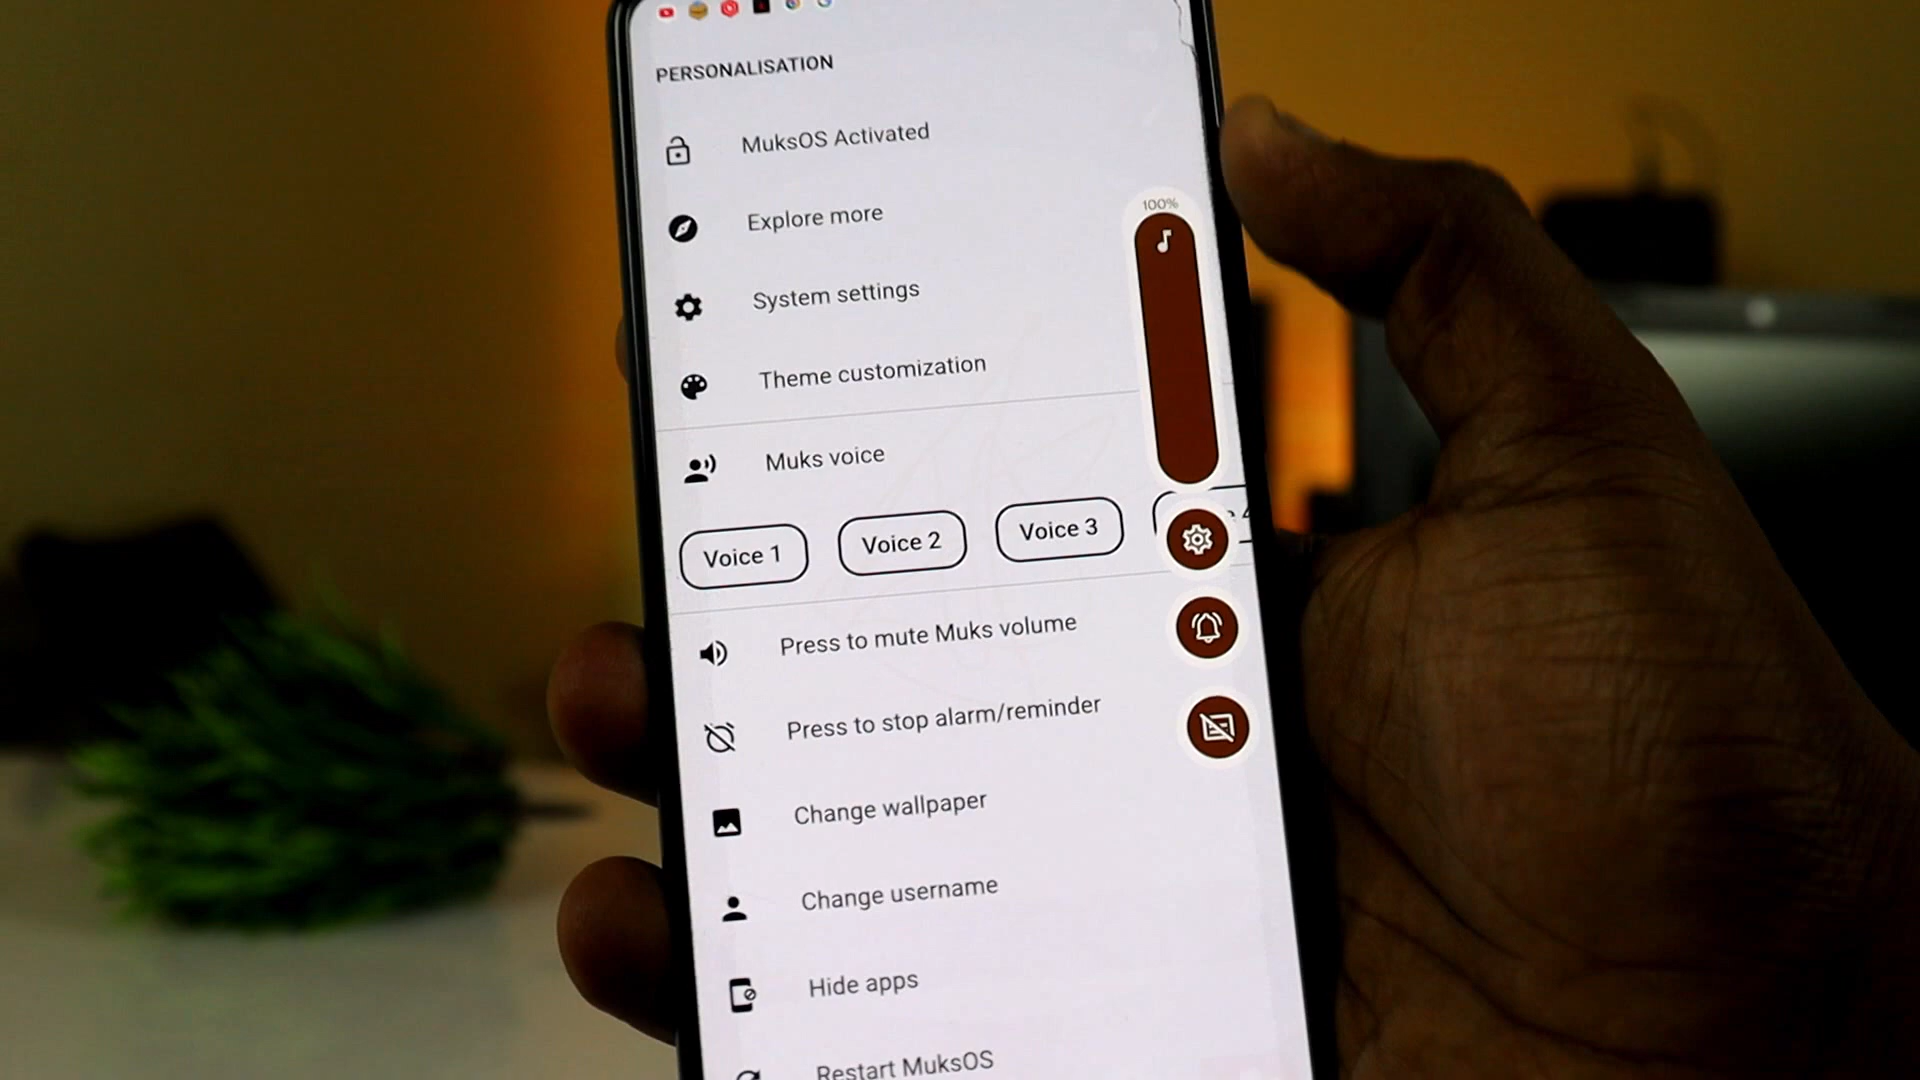 PERSONALISATION
MuksOS Activated
Explore more
100%
System settings
Theme customization
Muks voice
Voice 1
Voice 2
Voice 3
4
Press to mute Muks volume
Press to stop alarm/reminder
Change wallpaper
Change username
Hide apps
Restart MuksOS